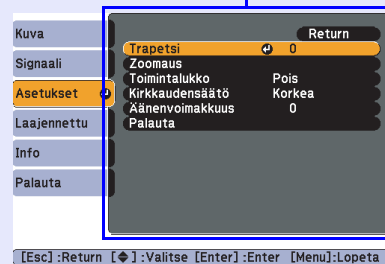 Kuva
Signaali
Asetukset
Laajennettu
Info
Palauta
Return
Trapetsi 0
Zoomaus
Toimintalukko Pois
Kirkkaudensäätö Korkea
Äänenvoimakkuus 0
Palauta
[Esc] :Return [◆] :Valitse [Enter] :Enter [Menu]:Lopeta